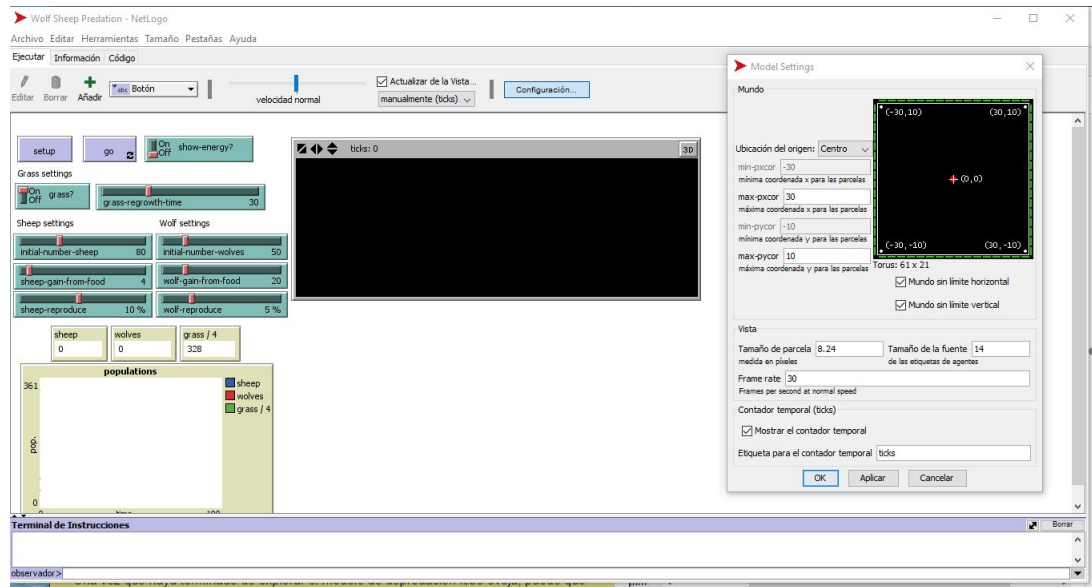 Wolf Sheep Predation - NetLogo
Archivo Editar Herramientas Tamaño Pestañas Ayuda
Ejecutar Información Código
Editar Borrar Añadir abc Botón velocidad normal Actualizar de la Vista...
manualmente (ticks) Configuración...
setup go On Off show-energy?
Grass settings
On Off grass? grass-regrowth-time 30
Sheep settings Wolf settings
initial-number-sheep 80 initial-number-wolves 50
sheep-gain-from-food 4 wolf-gain-from-food 20
sheep-reproduce 10 % wolf-reproduce 5 %
sheep wolves grass / 4
0 0 328
populations
361
pop.
0
sheep
wolves
grass / 4
0 time 100
ticks: 0 3D
Model Settings
Mundo
Ubicación del origen: Centro
min-pxcor -30
mínima coordenada x para las parcelas
max-pxcor 30
máxima coordenada x para las parcelas
min-pycor -10
mínima coordenada y para las parcelas
max-pycor 10
máxima coordenada y para las parcelas
(-30,10) (30,10)
(0,0)
(-30,-10) (30,-10)
Torus: 61 x 21
Mundo sin límite horizontal
Mundo sin límite vertical
Vista
Tamaño de parcela 8.24 Tamaño de la fuente 14
medida en píxeles de las etiquetas de agentes
Frame rate 30
Frames per second at normal speed
Contador temporal (ticks)
Mostrar el contador temporal
Etiqueta para el contador temporal ticks
OK Aplicar Cancelar
Terminal de Instrucciones Borrar
observador>